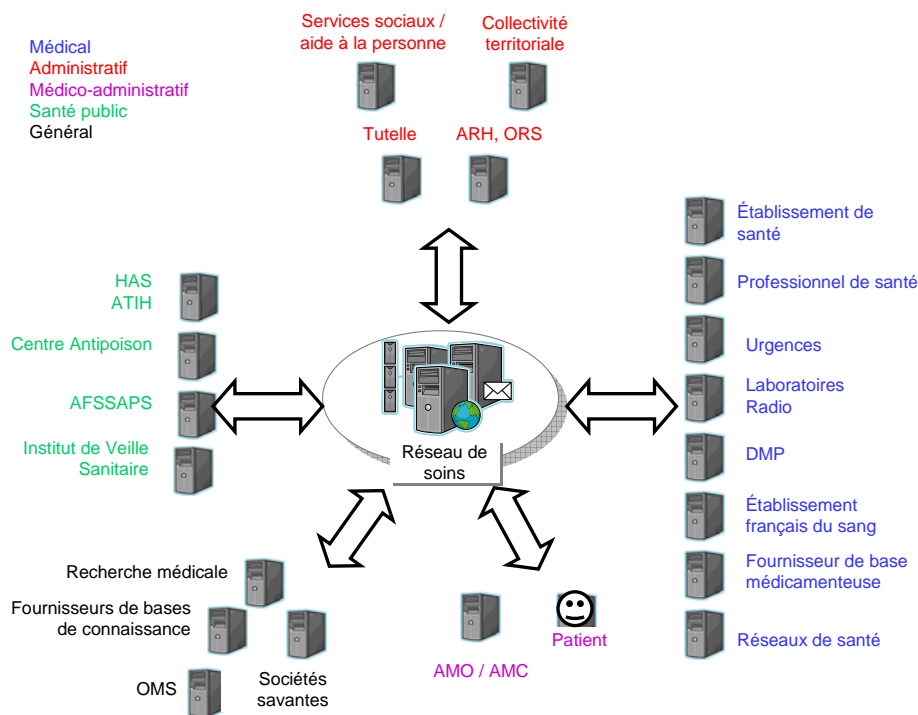 Services sociaux /
aide à la personne
Collectivité
territoriale
Médical
Administratif
Médico-administratif
Santé public
Général
Tutelle
ARH, ORS
Établissement de
santé
Professionnel de santé
Urgences
Laboratoires
Radio
DMP
Établissement
français du sang
Fournisseur de base
médicamenteuse
Réseaux de santé
HAS
ATIH
Centre Antipoison
AFSSAPS
Institut de Veille
Sanitaire
Réseau de
soins
Recherche médicale
Fournisseurs de bases
de connaissance
OMS
Sociétés
savantes
AMO / AMC
Patient